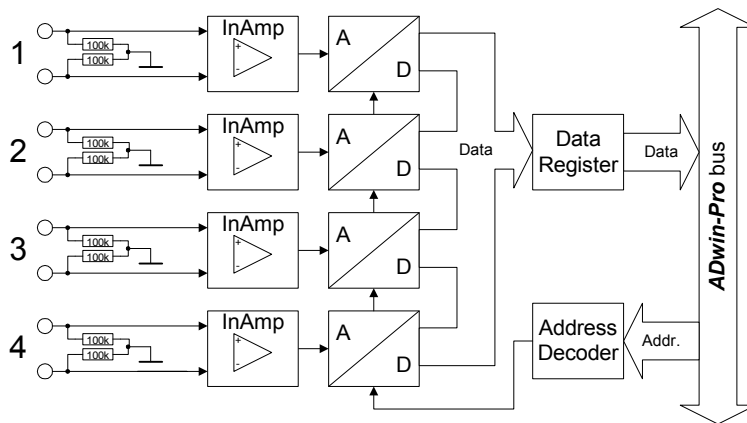 1
100k
100k
InAmp
+
-
A
D
2
100k
100k
InAmp
+
-
A
D
3
100k
100k
InAmp
+
-
A
D
4
100k
100k
InAmp
+
-
A
D
Data
Data
Register
Data
Address
Decoder
Addr.
ADwin-Pro bus